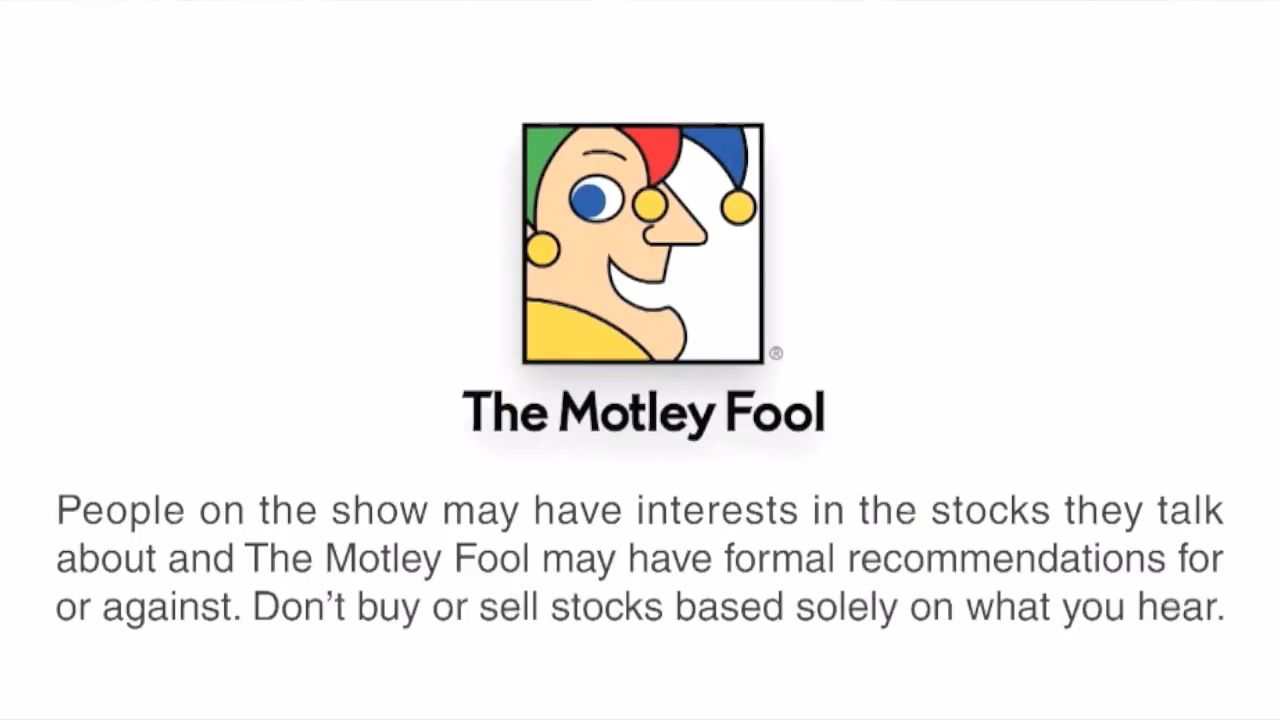 ®
The Motley Fool
People on the show may have interests in the stocks they talk
about and The Motley Fool may have formal recommendations for
or against. Don’t buy or sell stocks based solely on what you hear.